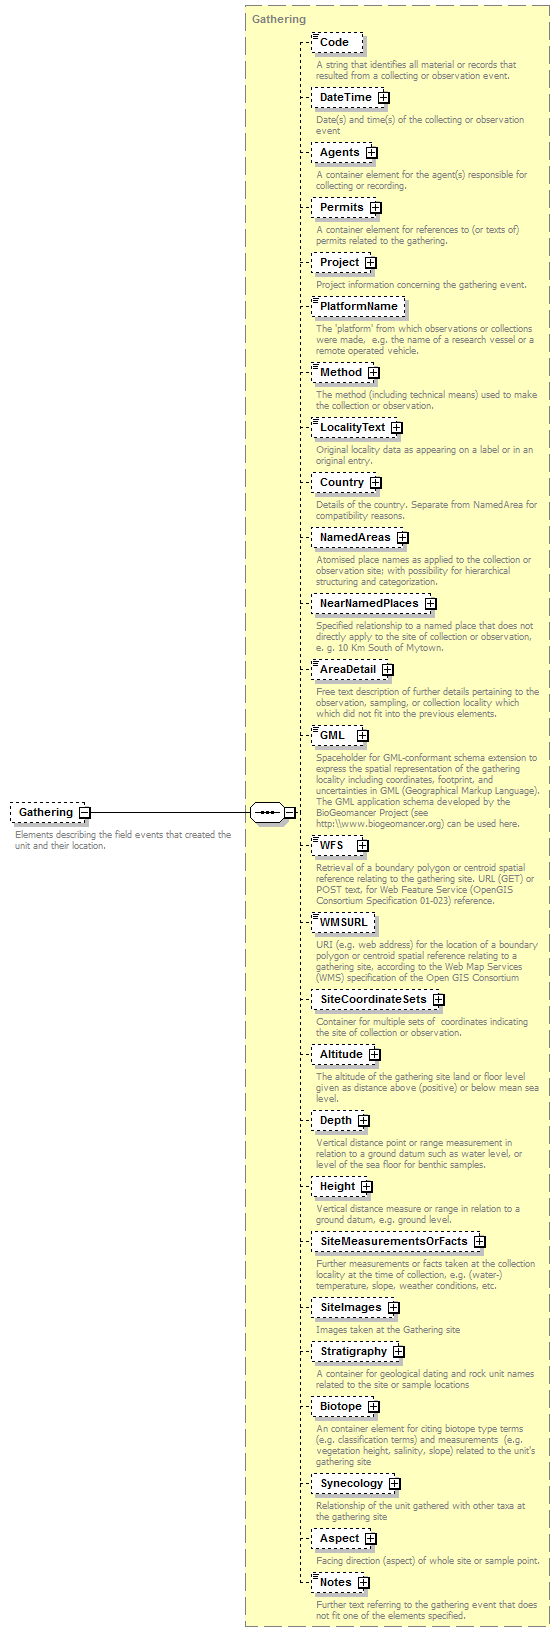 Gathering
Code
A string that identifies all material or records that
resulted from a collecting or observation event.
DateTime
Date(s) and time(s) of the collecting or observation
event
Agents
A container element for the agent(s) responsible for
collecting or recording.
Permits
A container element for references to (or texts of)
permits related to the gathering.
Project
Project information concerning the gathering event.
PlatformName
The 'platform' from which observations or collections
were made, e.g. the name of a research vessel or a
remote operated vehicle.
Method
The method (including technical means) used to make
the collection or observation.
LocalityText
Original locality data as appearing on a label or in an
original entry.
Country
Details of the country. Separate from NamedArea for
compatibility reasons.
NamedAreas
Atomised place names as applied to the collection or
observation site; with possibility for hierarchical
structuring and categorization.
NearNamedPlaces
Specified relationship to a named place that does not
directly apply to the site of collection or observation,
e. g. 10 Km South of Mytown.
AreaDetail
Free text description of further details pertaining to the
observation, sampling, or collection locality which
which did not fit into the previous elements.
GML
Spaceholder for GML-conformant schema extension to
express the spatial representation of the gathering
locality including coordinates, footprint, and
uncertainties in GML (Geographical Markup Language).
The GML application schema developed by the
BioGeomancer Project (see
http:\\www.biogeomancer.org) can be used here.
Gathering
Elements describing the field events that created the
unit and their location.
WFS
Retrieval of a boundary polygon or centroid spatial
reference relating to the gathering site. URL (GET) or
POST text, for Web Feature Service (OpenGIS
Consortium Specification 01-023) reference.
WMSURL
URI (e.g. web address) for the location of a boundary
polygon or centroid spatial reference relating to a
gathering site, according to the Web Map Services
(WMS) specification of the Open GIS Consortium
SiteCoordinateSets
Container for multiple sets of coordinates indicating
the site of collection or observation.
Altitude
The altitude of the gathering site land or floor level
given as distance above (positive) or below mean sea
level.
Depth
Vertical distance point or range measurement in
relation to a ground datum such as water level, or
level of the sea floor for benthic samples.
Height
Vertical distance measure or range in relation to a
ground datum, e.g. ground level.
SiteMeasurementsOrFacts
Further measurements or facts taken at the collection
locality at the time of collection, e.g. (water-)
temperature, slope, weather conditions, etc.
SiteImages
Images taken at the Gathering site
Stratigraphy
A container for geological dating and rock unit names
related to the site or sample locations
Biotope
An container element for citing biotope type terms
(e.g. classification terms) and measurements (e.g.
vegetation height, salinity, slope) related to the unit's
gathering site
Synecology
Relationship of the unit gathered with other taxa at
the gathering site
Aspect
Facing direction (aspect) of whole site or sample point.
Notes
Further text referring to the gathering event that does
not fit one of the elements specified.